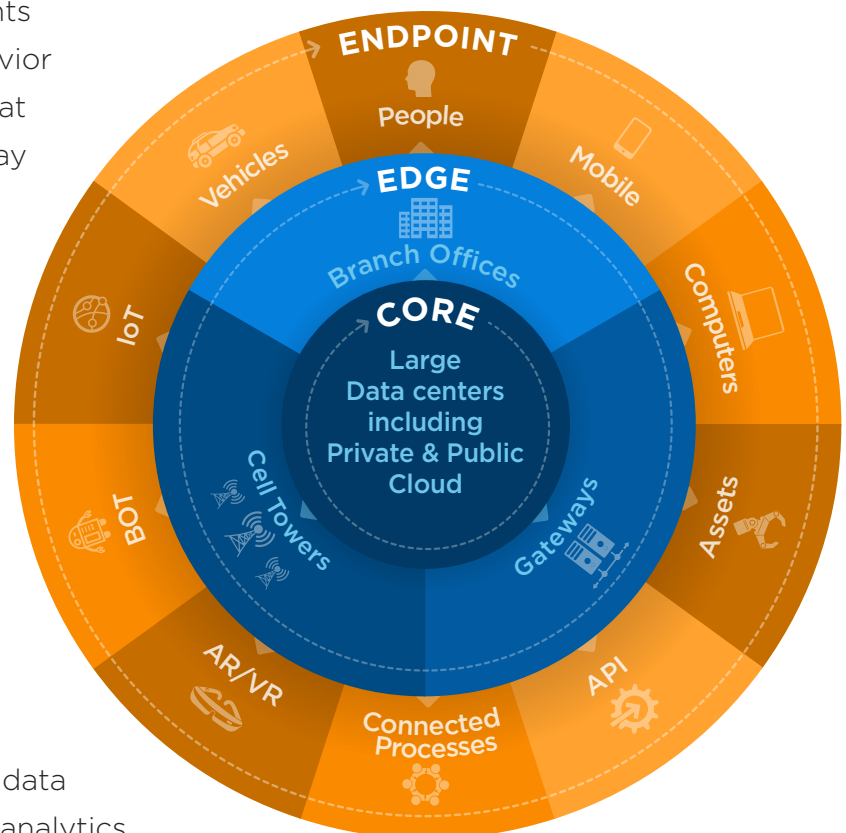 nts
vior
at
ay
ENDPOINT
People
Mobile
Computers
Assets
API
Connected
Processes
AR/VR
BOT
IoT
Vehicles
EDGE
Branch Offices
Gateways
Cell Towers
CORE
Large
Data centers
including
Private & Public
Cloud
data
analytics